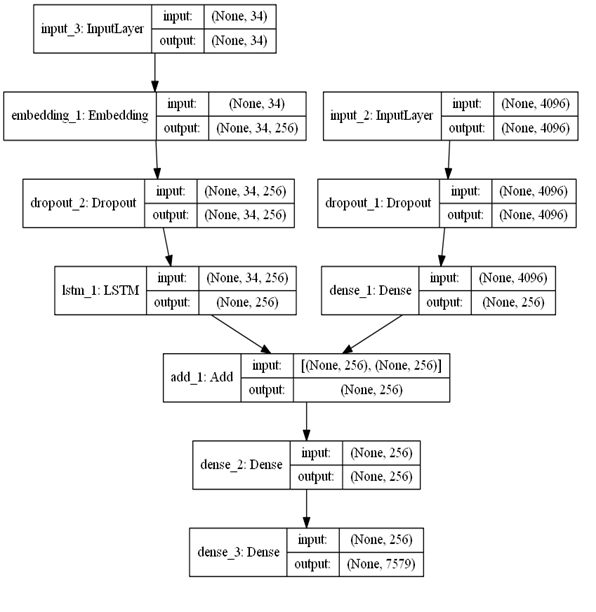 input_3: InputLayer
input: (None, 34)
output: (None, 34)
embedding_1: Embedding
input: (None, 34)
output: (None, 34, 256)
input_2: InputLayer
input: (None, 4096)
output: (None, 4096)
dropout_2: Dropout
input: (None, 34, 256)
output: (None, 34, 256)
dropout_1: Dropout
input: (None, 4096)
output: (None, 4096)
lstm_1: LSTM
input: (None, 34, 256)
output: (None, 256)
dense_1: Dense
input: (None, 4096)
output: (None, 256)
add_1: Add
input: [(None, 256), (None, 256)]
output: (None, 256)
dense_2: Dense
input: (None, 256)
output: (None, 256)
dense_3: Dense
input: (None, 256)
output: (None, 7579)